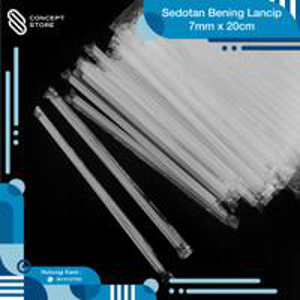 CONCEPT
STORE
Sedotan Bening Lancip
7mm x 20cm
Hubungi Kami :